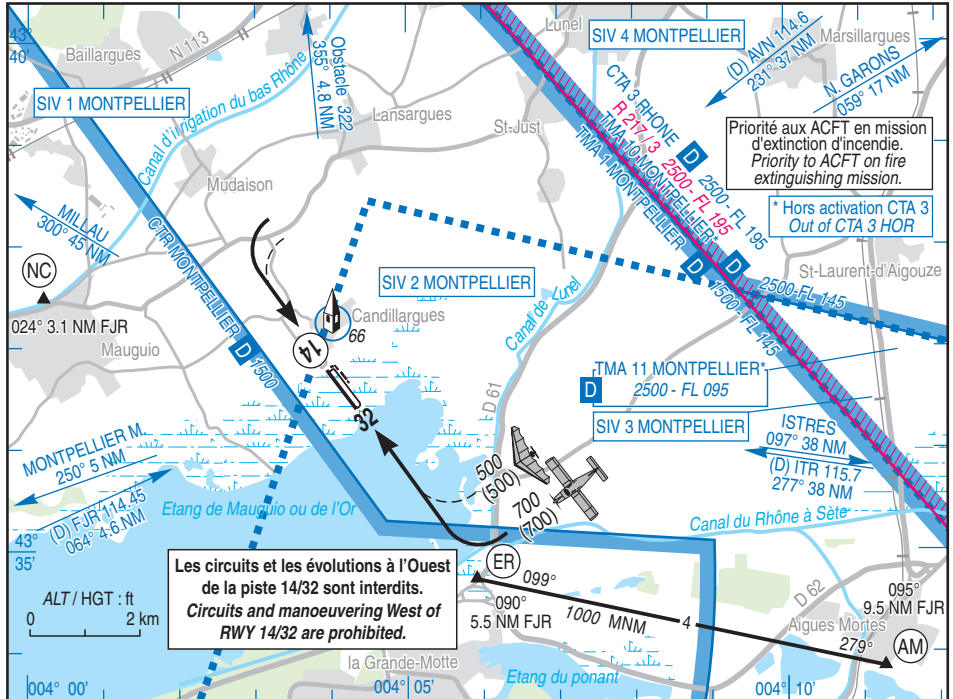 43°
40'
Baillargues
N 113
SIV 1 MONTPELLIER
Canal d'irrigation du bas Rhône
Obstacle 322
355° 4.8 NM
Lansargues
Mudaison
Lunel
SIV 4 MONTPELLIER
(D) AVN 114.6
231° 37 NM
Marsillargues
N. GARONS
059° 17 NM
St-Just
CTA 3 RHONE D 2500 - FL 195
R 217 / 3 2500 - FL 195
TMA 10 MONTPELLIER* D 2500-FL 145
TMA 1 MONTPELLIER D 1500-FL 145
Priorité aux ACFT en mission
d'extinction d'incendie.
Priority to ACFT on fire
extinguishing mission.
* Hors activation CTA 3
Out of CTA 3 HOR
St-Laurent-d'Aigouze
MILLAU
300° 45 NM
NC
024° 3.1 NM FJR
Mauguio
CTR MONTPELLIER D 1500
SIV 2 MONTPELLIER
Candillargues
66
14
32
Canal de Lunel
D 61
TMA 11 MONTPELLIER*
D 2500 - FL 095
SIV 3 MONTPELLIER
ISTRES
097° 38 NM
(D) ITR 115.7
277° 38 NM
MONTPELLIER M.
250° 5 NM
(D) FJR 114.45
064° 4.6 NM
Etang de Mauguio ou de l'Or
500
(500)
700
(700)
Canal du Rhône à Sète
43°
35'
ALT / HGT : ft
0 2 km
Les circuits et les évolutions à l'Ouest
de la piste 14/32 sont interdits.
Circuits and manoeuvering West of
RWY 14/32 are prohibited.
ER
099°
090°
5.5 NM FJR
1000 MNM
4
D 62
Aigues Mortes
095°
9.5 NM FJR
279°
AM
la Grande-Motte
Etang du ponant
004° 00'
004° 05'
004° 10'